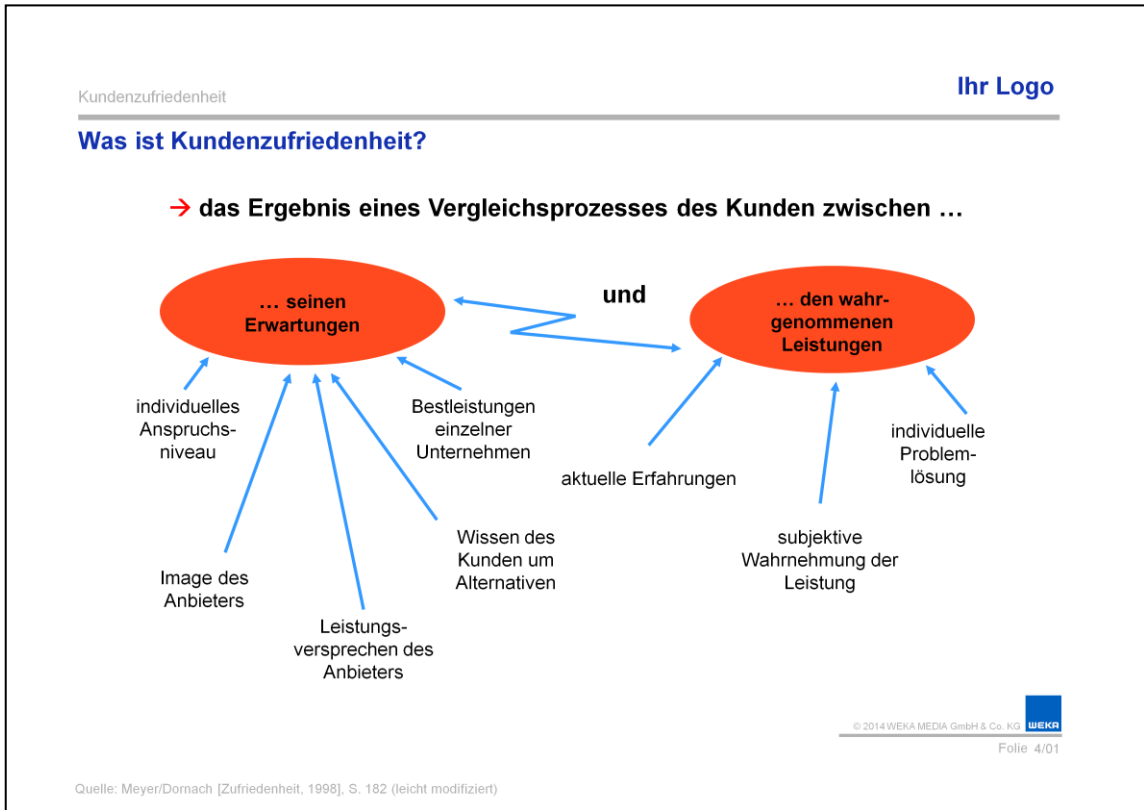 Kundenzufriedenheit
Ihr Logo
Was ist Kundenzufriedenheit?
→ das Ergebnis eines Vergleichsprozesses des Kunden zwischen …
… seinen
Erwartungen
und
… den wahr-
genommenen
Leistungen
individuelles
Anspruchs-
niveau
Bestleistungen
einzelner
Unternehmen
aktuelle Erfahrungen
individuelle
Problem-
lösung
Image des
Anbieters
Wissen des
Kunden um
Alternativen
subjektive
Wahrnehmung der
Leistung
Leistungs-
versprechen des
Anbieters
© 2014 WEKA MEDIA GmbH & Co. KG
WEKA
Folie 4/01
Quelle: Meyer/Dornach [Zufriedenheit, 1998], S. 182 (leicht modifiziert)